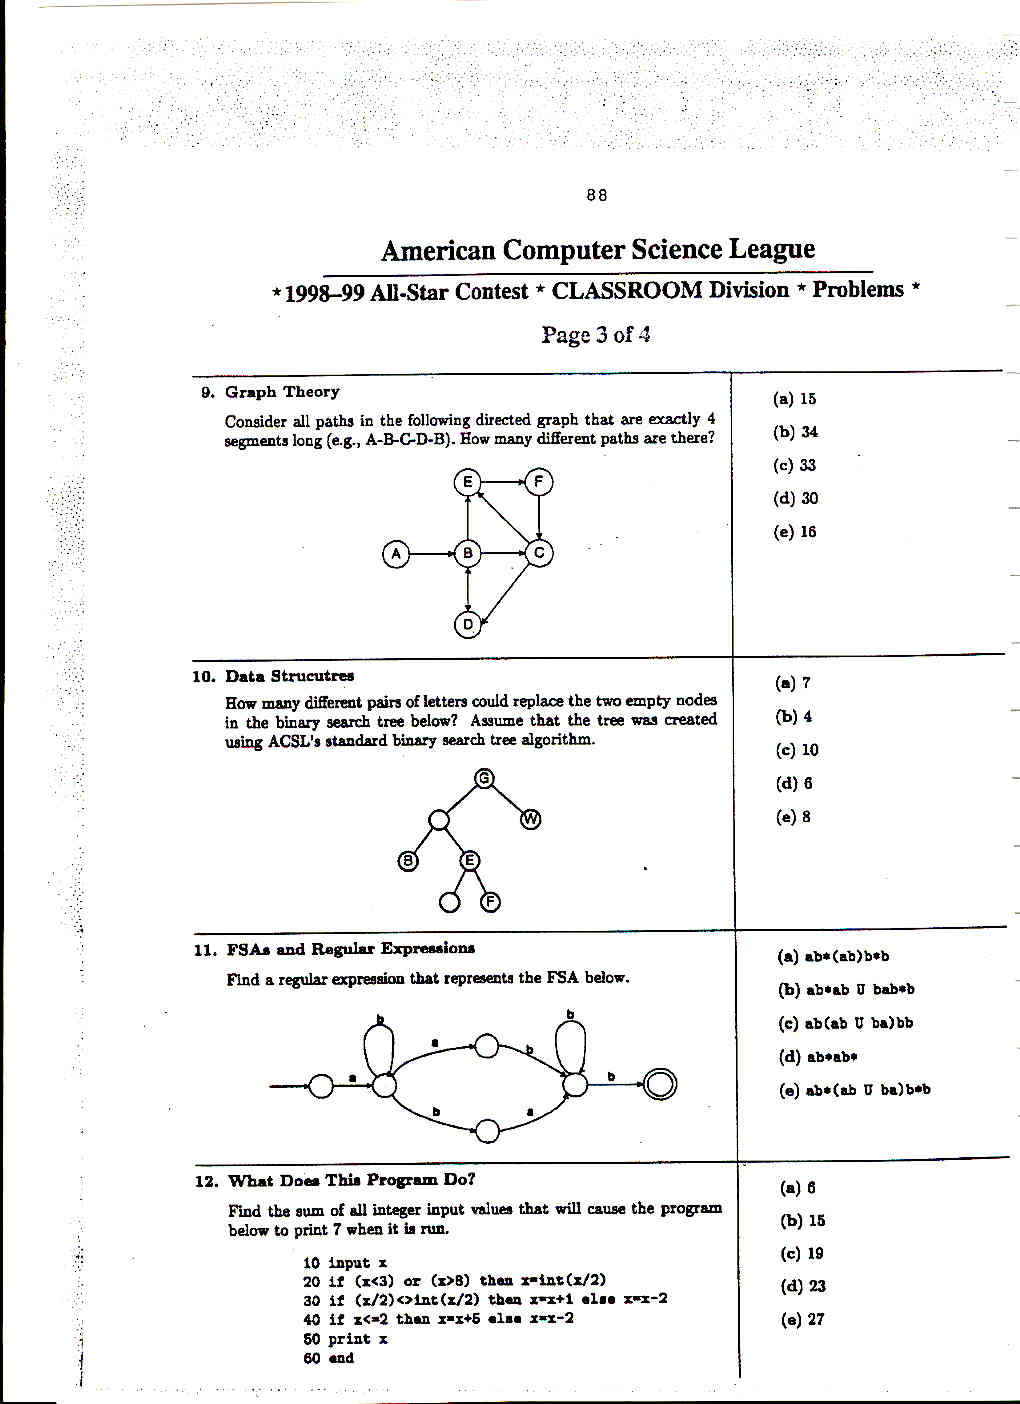 88
American Computer Science League
*1998–99 All-Star Contest * CLASSROOM Division * Problems *
Page 3 of 4
9. Graph Theory
Consider all paths in the following directed graph that are exactly 4
segments long (e.g., A-B-C-D-B). How many different paths are there?
E F
A B C
D
(a) 15
(b) 34
(c) 33
(d) 30
(e) 16
10. Data Strucutres
How many different pairs of letters could replace the two empty nodes
in the binary search tree below? Assume that the tree was created
using ACSL's standard binary search tree algorithm.
G
W
B E
F
(a) 7
(b) 4
(c) 10
(d) 6
(e) 8
11. FSAs and Regular Expressions
Find a regular expression that represents the FSA below.
b b
a b
a b
b a
(a) ab*(ab)b*b
(b) ab*ab U bab*b
(c) ab(ab U ba)bb
(d) ab*ab*
(e) ab*(ab U ba)b*b
12. What Does This Program Do?
Find the sum of all integer input values that will cause the program
below to print 7 when it is run.
10 input x
20 if (x<3) or (x>8) then x=int(x/2)
30 if (x/2)<>int(x/2) then x=x+1 else x=x-2
40 if x<=2 then x=x+5 else x=x-2
50 print x
60 end
(a) 6
(b) 15
(c) 19
(d) 23
(e) 27